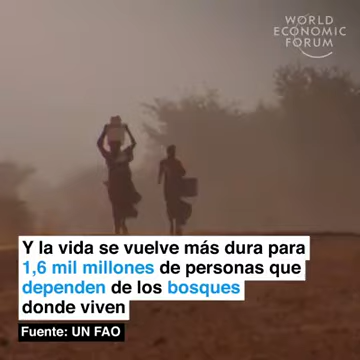 WORLD
ECONOMIC
FORUM
Y la vida se vuelve más dura para
1,6 mil millones de personas que
dependen de los bosques
donde viven
Fuente: UN FAO